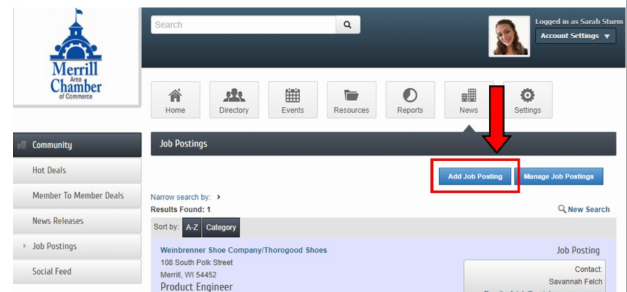 Search
Logged in as Sarah Sturm
Account Settings
Merrill
Area
Chamber
of Commerce
Home
Directory
Events
Resources
Reports
News
Settings
Community
Job Postings
Hot Deals
Add Job Posting
Manage Job Postings
Member To Member Deals
Narrow search by:
Results Found: 1
New Search
News Releases
Sort by: A-Z Category
Job Postings
Weinbrenner Shoe Company/Thorogood Shoes
Job Posting
108 South Polk Street
Merrill, WI 54452
Contact:
Social Feed
Product Engineer
Savannah Felch